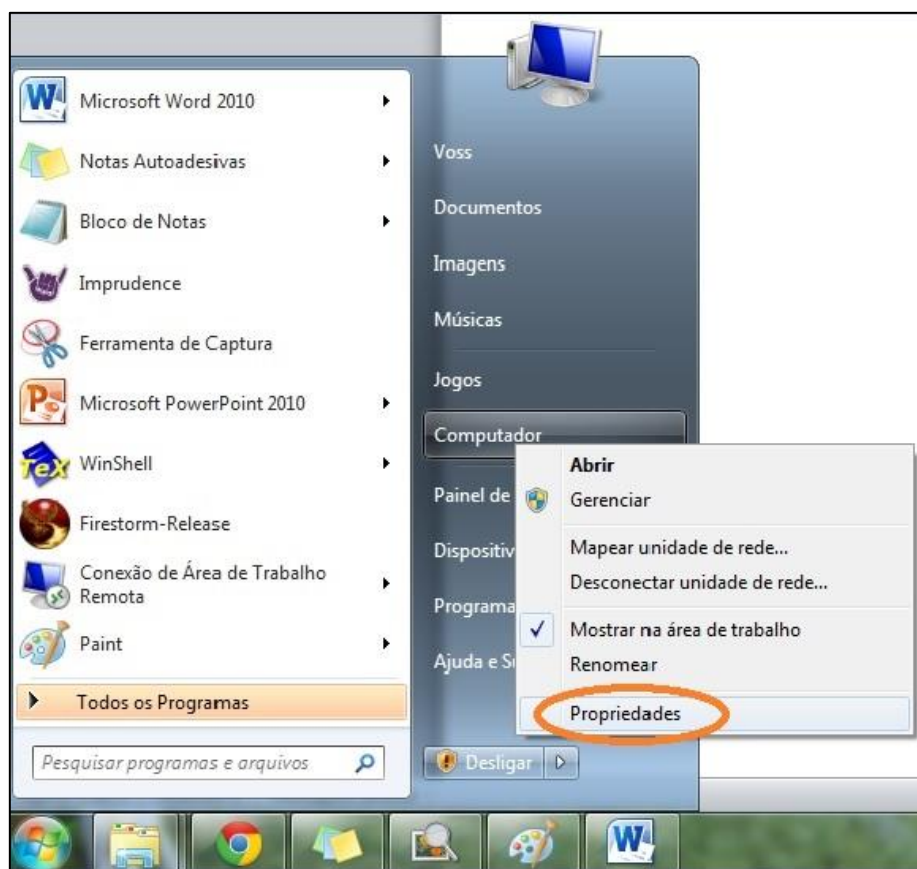 Microsoft Word 2010
Notas Autoadesivas
Bloco de Notas
Imprudence
Ferramenta de Captura
Microsoft PowerPoint 2010
WinShell
Firestorm-Release
Conexão de Área de Trabalho
Remota
Paint
Todos os Programas
Pesquisar programas e arquivos
Voss
Documentos
Imagens
Músicas
Jogos
Computador
Painel de
Ajuda e
Desligar
Abrir
Gerenciar
Mapear unidade de rede...
Desconectar unidade de rede...
Mostrar na área de trabalho
Renomear
Propriedades